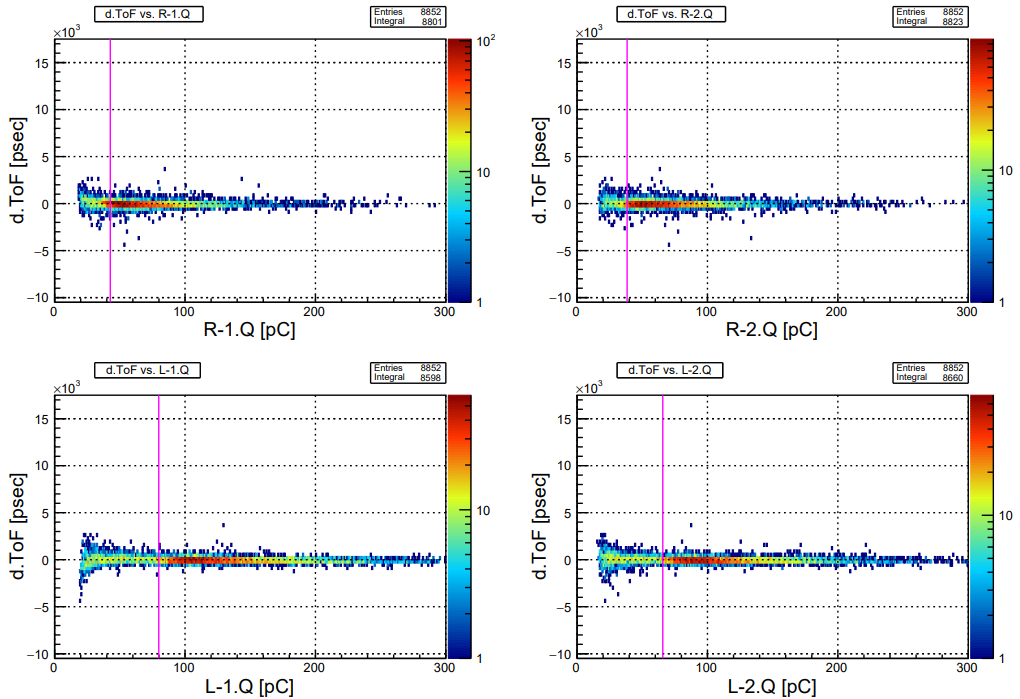 d.ToF vs. R-1.Q
Entries 8852
Integral 8801
×10³
d.ToF [psec]
15
10
5
0
−5
−10
0 100 200 300
R-1.Q [pC]
10²
10
1
d.ToF vs. R-2.Q
Entries 8852
Integral 8823
×10³
d.ToF [psec]
15
10
5
0
−5
−10
0 100 200 300
R-2.Q [pC]
10
1
d.ToF vs. L-1.Q
Entries 8852
Integral 8598
×10³
d.ToF [psec]
15
10
5
0
−5
−10
0 100 200 300
L-1.Q [pC]
10
1
d.ToF vs. L-2.Q
Entries 8852
Integral 8660
×10³
d.ToF [psec]
15
10
5
0
−5
−10
0 100 200 300
L-2.Q [pC]
10
1